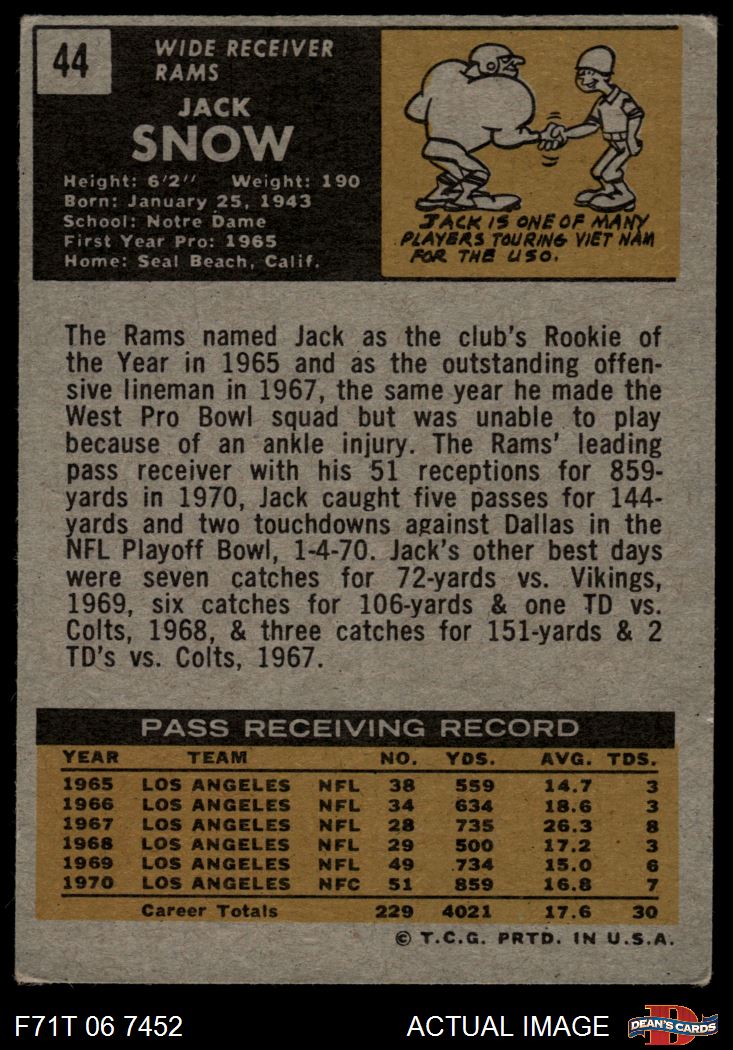 44
WIDE RECEIVER
RAMS
JACK
SNOW
Height: 6'2" Weight: 190
Born: January 25, 1943
School: Notre Dame
First Year Pro: 1965
Home: Seal Beach, Calif.
JACK IS ONE OF MANY
PLAYERS TOURING VIET NAM
FOR THE USO.
The Rams named Jack as the club's Rookie of
the Year in 1965 and as the outstanding offen-
sive lineman in 1967, the same year he made the
West Pro Bowl squad but was unable to play
because of an ankle injury. The Rams' leading
pass receiver with his 51 receptions for 859-
yards in 1970, Jack caught five passes for 144-
yards and two touchdowns against Dallas in the
NFL Playoff Bowl, 1-4-70. Jack's other best days
were seven catches for 72-yards vs. Vikings,
1969, six catches for 106-yards & one TD vs.
Colts, 1968, & three catches for 151-yards & 2
TD's vs. Colts, 1967.
PASS RECEIVING RECORD
YEAR TEAM NO. YDS. AVG. TDS.
1965 LOS ANGELES NFL 38 559 14.7 3
1966 LOS ANGELES NFL 34 634 18.6 3
1967 LOS ANGELES NFL 28 735 26.3 8
1968 LOS ANGELES NFL 29 500 17.2 3
1969 LOS ANGELES NFL 49 734 15.0 6
1970 LOS ANGELES NFC 51 859 16.8 7
Career Totals 229 4021 17.6 30
© T.C.G. PRTD. IN U.S.A.
F71T 06 7452
ACTUAL IMAGE
D
DEAN'S CARDS